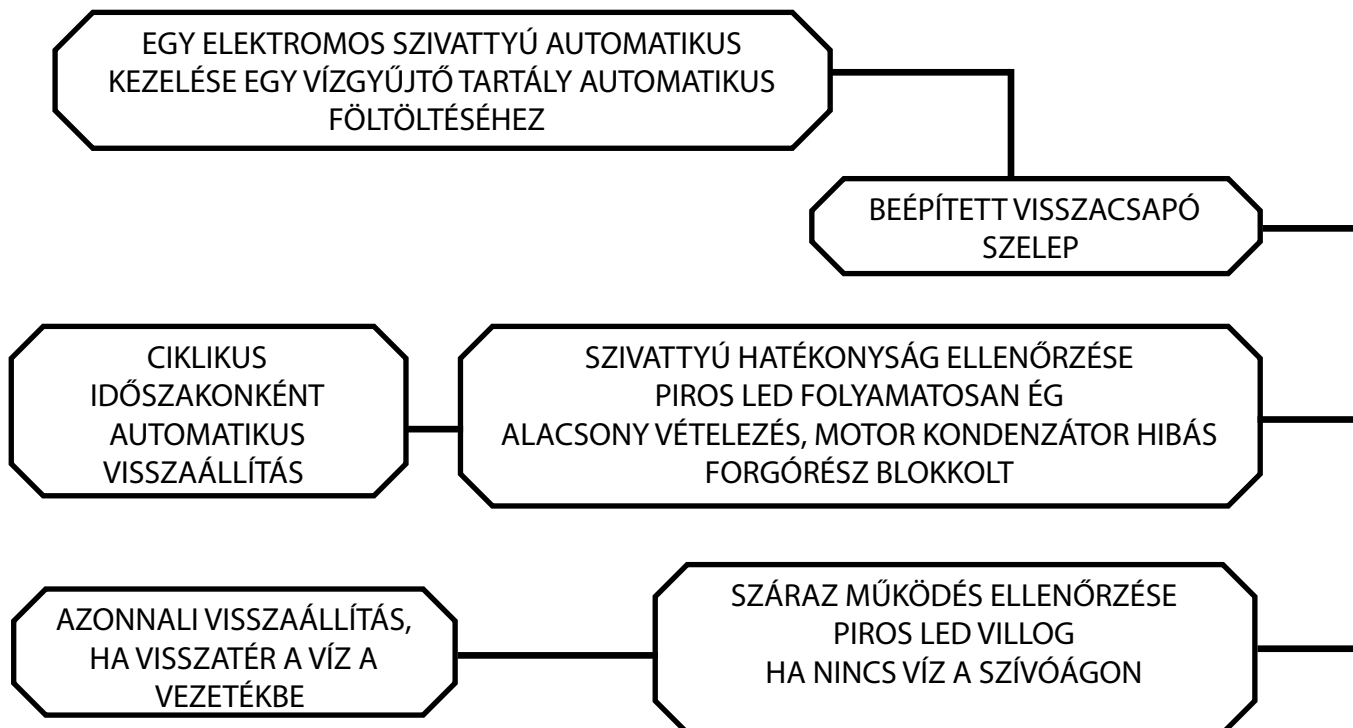 EGY ELEKTROMOS SZIVATTYÚ AUTOMATIKUS
KEZELÉSE EGY VÍZGYŰJTŐ TARTÁLY AUTOMATIKUS
FÖLTÖLTÉSÉHEZ
BEÉPÍTETT VISSZACSAPÓ
SZELEP
CIKLIKUS
IDŐSZAKONKÉNT
AUTOMATIKUS
VISSZAÁLLÍTÁS
SZIVATTYÚ HATÉKONYSÁG ELLENŐRZÉSE
PIROS LED FOLYAMATOSAN ÉG
ALACSONY VÉTELEZÉS, MOTOR KONDENZÁTOR HIBÁS
FORGÓRÉSZ BLOKKOLT
AZONNALI VISSZAÁLLÍTÁS,
HA VISSZATÉR A VÍZ A
VEZETÉKBE
SZÁRAZ MŰKÖDÉS ELLENŐRZÉSE
PIROS LED VILLOG
HA NINCS VÍZ A SZÍVÓÁGON